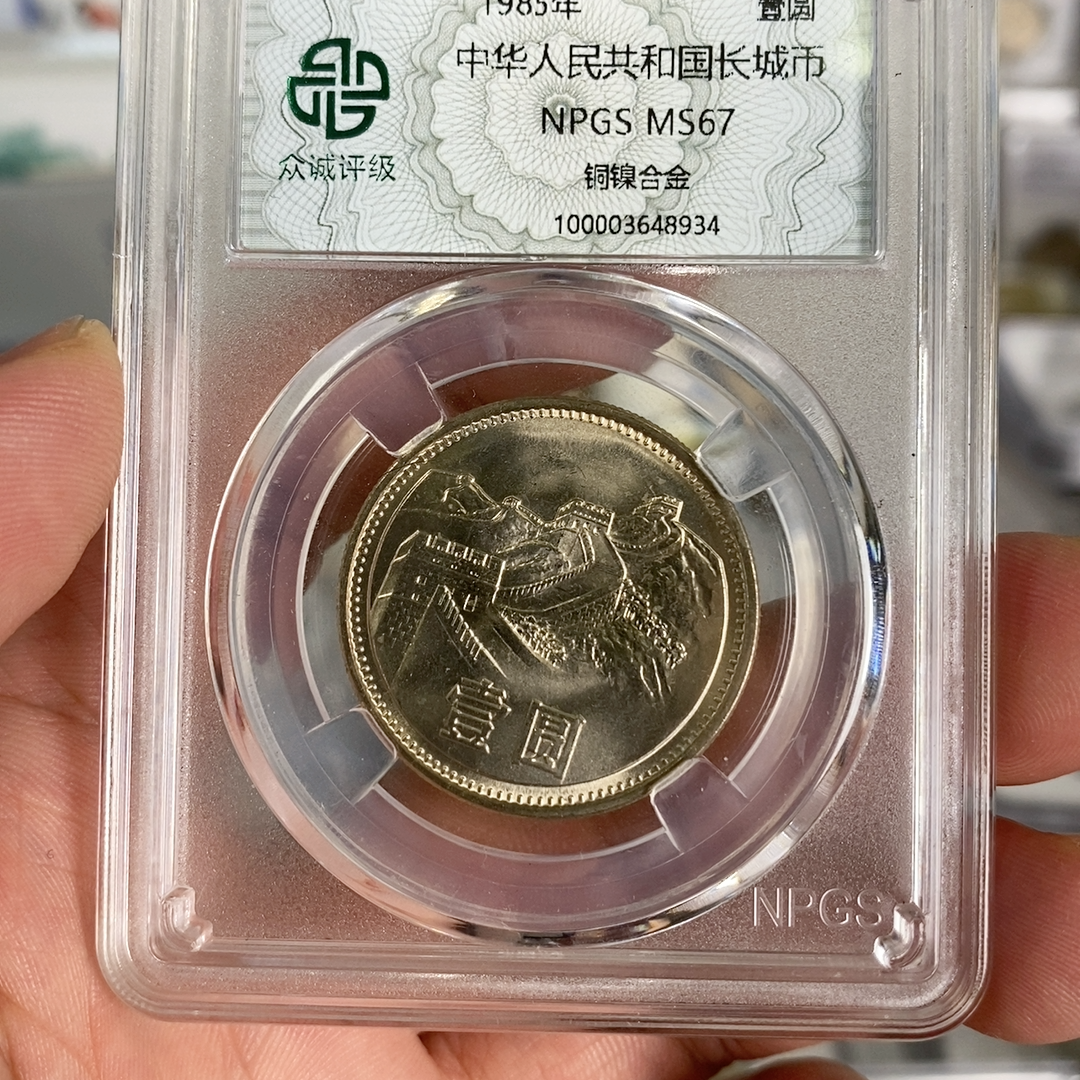 1985年 壹圆
中华人民共和国长城币
NPGS MS67
众诚评级
铜镍合金
100003648934
壹圆
NPGS